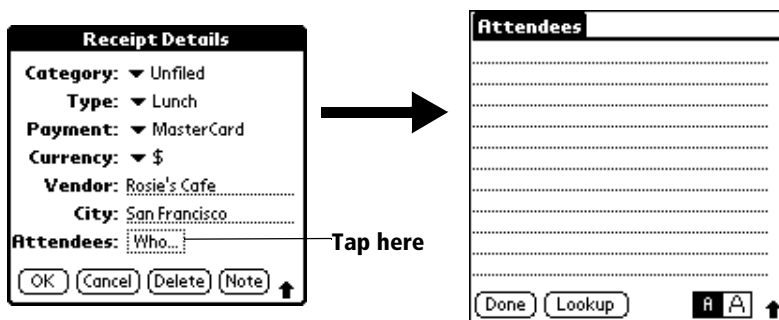 Receipt Details
Category: Unfiled
Type: Lunch
Payment: MasterCard
Currency: $
Vendor: Rosie's Cafe
City: San Francisco
Attendees: Who...
OK Cancel Delete Note
Tap here
Attendees
Done Lookup A A